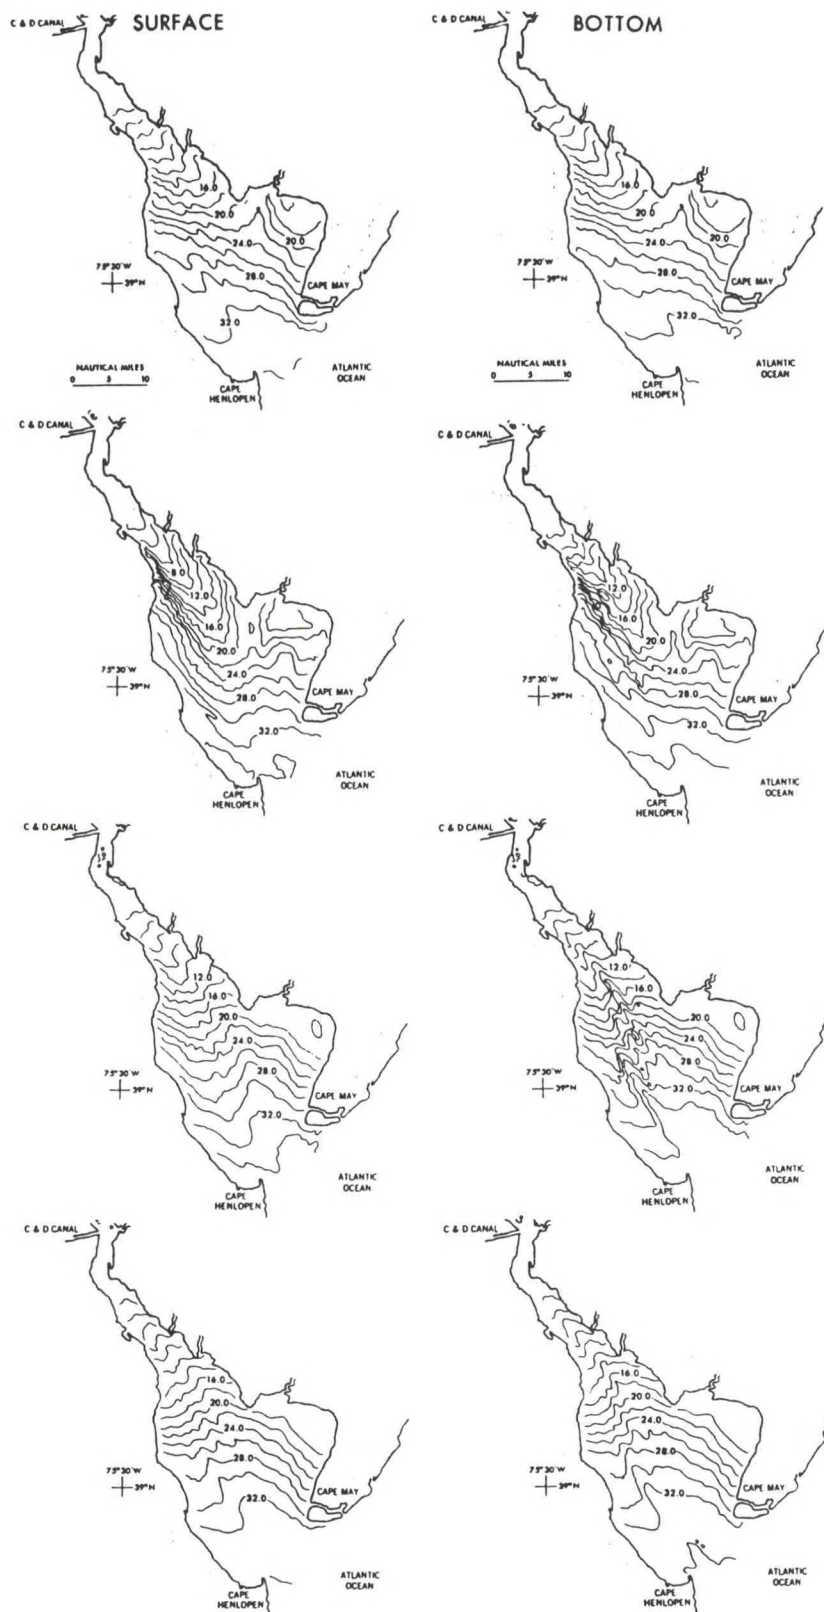 SURFACE
BOTTOM
C & D CANAL
16.0
20.0
24.0
20.0
28.0
32.0
75°30'W
39°N
CAPE MAY
NAUTICAL MILES
0 5 10
CAPE
HENLOPEN
ATLANTIC
OCEAN
C & D CANAL
16.0
20.0
24.0
20.0
28.0
32.0
75°30'W
39°N
CAPE MAY
NAUTICAL MILES
0 5 10
CAPE
HENLOPEN
ATLANTIC
OCEAN
C & D CANAL
8.0
12.0
16.0
20.0
24.0
28.0
32.0
75°30'W
39°N
CAPE MAY
CAPE
HENLOPEN
ATLANTIC
OCEAN
C & D CANAL
12.0
16.0
20.0
24.0
28.0
32.0
75°30'W
39°N
CAPE MAY
CAPE
HENLOPEN
ATLANTIC
OCEAN
C & D CANAL
12.0
16.0
20.0
24.0
28.0
32.0
75°30'W
39°N
CAPE MAY
CAPE
HENLOPEN
ATLANTIC
OCEAN
C & D CANAL
12.0
16.0
20.0
24.0
28.0
32.0
75°30'W
39°N
CAPE MAY
CAPE
HENLOPEN
ATLANTIC
OCEAN
C & D CANAL
16.0
20.0
24.0
28.0
32.0
75°30'W
39°N
CAPE MAY
CAPE
HENLOPEN
ATLANTIC
OCEAN
C & D CANAL
16.0
20.0
24.0
28.0
32.0
75°30'W
39°N
CAPE MAY
CAPE
HENLOPEN
ATLANTIC
OCEAN